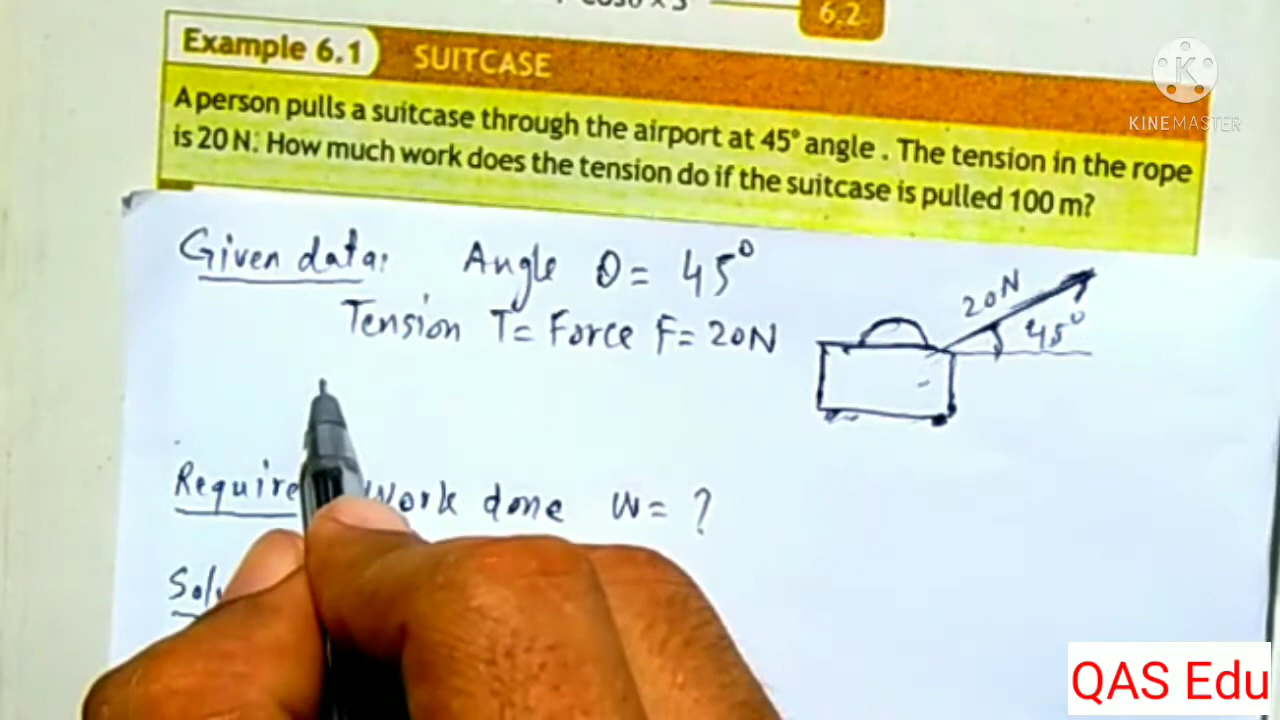 6.2
Example 6.1 SUITCASE
A person pulls a suitcase through the airport at 45° angle . The tension in the rope
is 20 N. How much work does the tension do if the suitcase is pulled 100 m?
K
KINEMASTER
Given data: Angle θ = 45°
Tension T = Force F = 20N
20N
45°
Work done W = ?
QAS Edu